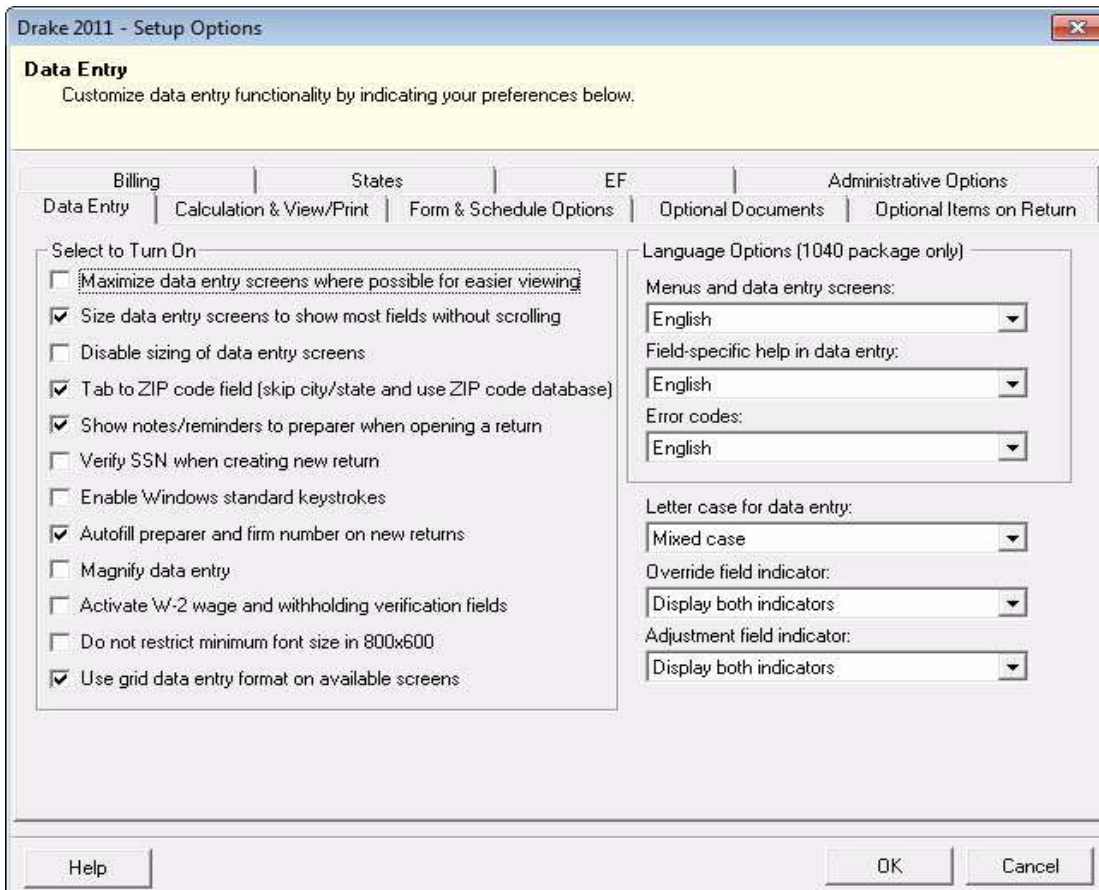 Drake 2011 - Setup Options
Data Entry
Customize data entry functionality by indicating your preferences below.
Billing
States
EF
Administrative Options
Data Entry
Calculation & View/Print
Form & Schedule Options
Optional Documents
Optional Items on Return
Select to Turn On
Maximize data entry screens where possible for easier viewing
Size data entry screens to show most fields without scrolling
Disable sizing of data entry screens
Tab to ZIP code field (skip city/state and use ZIP code database)
Show notes/reminders to preparer when opening a return
Verify SSN when creating new return
Enable Windows standard keystrokes
Autofill preparer and firm number on new returns
Magnify data entry
Activate W-2 wage and withholding verification fields
Do not restrict minimum font size in 800x600
Use grid data entry format on available screens
Language Options (1040 package only)
Menus and data entry screens:
English
Field-specific help in data entry:
English
Error codes:
English
Letter case for data entry:
Mixed case
Override field indicator:
Display both indicators
Adjustment field indicator:
Display both indicators
Help
OK
Cancel